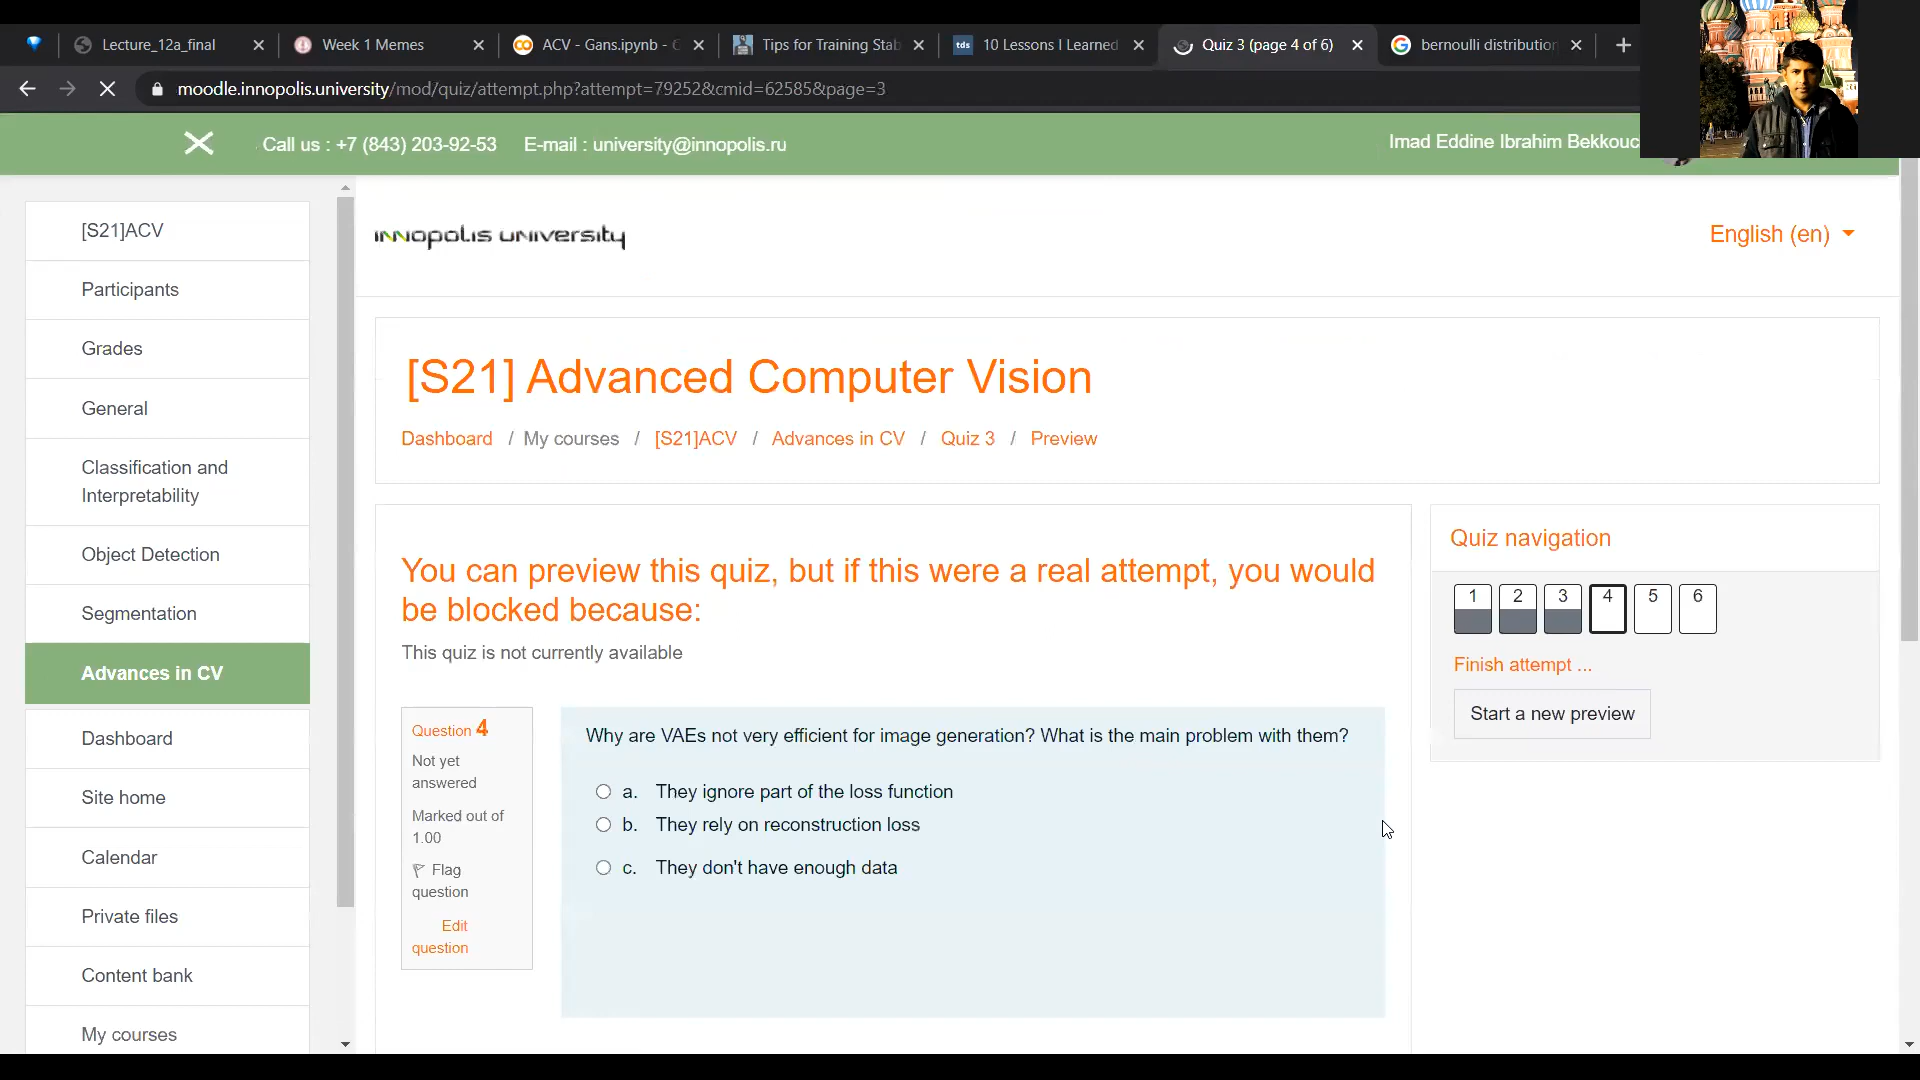 Lecture_12a_final
Week 1 Memes
ACV - Gans.ipynb - C
Tips for Training Stab
tds
10 Lessons I Learned
Quiz 3 (page 4 of 6)
bernoulli distribution
moodle.innopolis.university/mod/quiz/attempt.php?attempt=79252&cmid=62585&page=3
Call us : +7 (843) 203-92-53
E-mail : university@innopolis.ru
Imad Eddine Ibrahim Bekkouc
[S21]ACV
Participants
Grades
General
Classification and
Interpretability
Object Detection
Segmentation
Advances in CV
Dashboard
Site home
Calendar
Private files
Content bank
My courses
innopolis university
English (en)
[S21] Advanced Computer Vision
Dashboard / My courses / [S21]ACV / Advances in CV / Quiz 3 / Preview
You can preview this quiz, but if this were a real attempt, you would
be blocked because:
This quiz is not currently available
Question 4
Not yet
answered
Marked out of
1.00
Flag
question
Edit
question
Why are VAEs not very efficient for image generation? What is the main problem with them?
a. They ignore part of the loss function
b. They rely on reconstruction loss
c. They don't have enough data
Quiz navigation
1 2 3 4 5 6
Finish attempt ...
Start a new preview